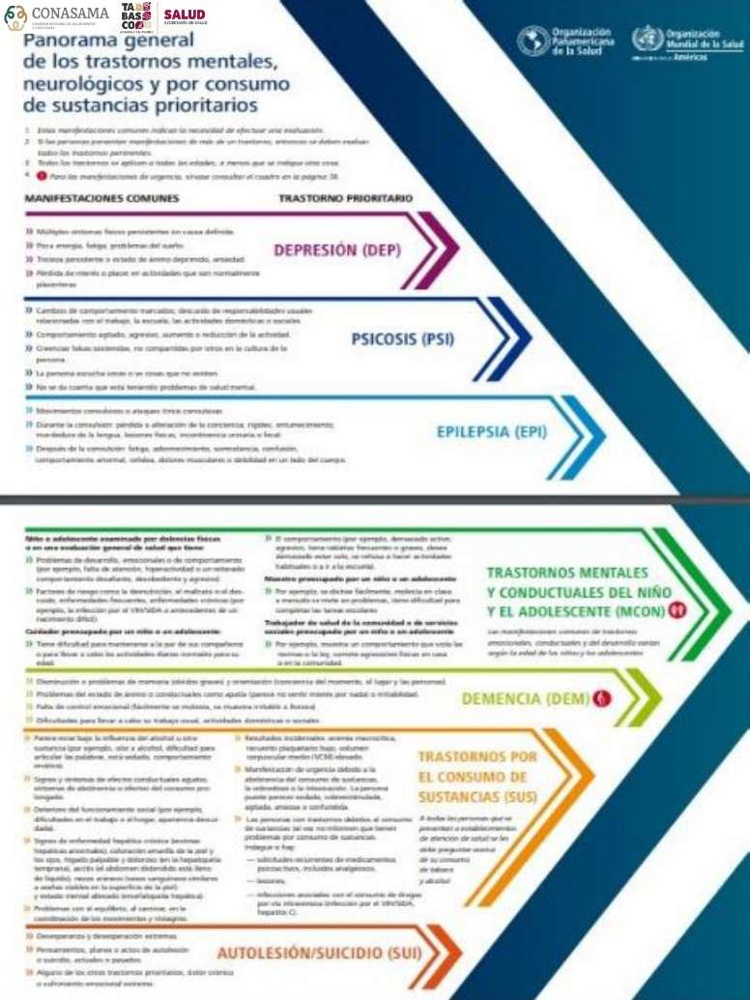 CONASAMA
COMISIÓN NACIONAL DE SALUD MENTAL
Y ADICCIONES
TA
BAS
CO
SALUD
SECRETARÍA DE SALUD
Organización
Panamericana
de la Salud
Organización
Mundial de la Salud
Américas
Panorama general
de los trastornos mentales,
neurológicos y por consumo
de sustancias prioritarios
1. Estas manifestaciones comunes indican la necesidad de efectuar una evaluación.
2. Si las personas presentan manifestaciones de más de un trastorno, entonces se deben evaluar
todos los trastornos pertinentes.
3. Todos los trastornos se aplican a todas las edades, a menos que se indique otra cosa.
4. Para las manifestaciones de urgencia, sírvase consultar el cuadro en la página 18.
MANIFESTACIONES COMUNES TRASTORNO PRIORITARIO
» Múltiples síntomas físicos persistentes sin causa definida.
» Poca energía, fatiga, problemas del sueño.
» Tristeza persistente o estado de ánimo deprimido, ansiedad.
» Pérdida de interés o placer en actividades que son normalmente
placenteras
DEPRESIÓN (DEP)
» Cambios de comportamiento marcados, descuido de responsabilidades usuales
relacionadas con el trabajo, la escuela, las actividades domésticas o sociales.
» Comportamiento agitado, agresivo, aumento o reducción de la actividad.
» Creencias falsas sostenidas, no compartidas por otros en la cultura de la
persona.
» La persona escucha voces o ve cosas que no existen.
» No se da cuenta que está teniendo problemas de salud mental.
PSICOSIS (PSI)
» Movimientos convulsivos o ataques convulsivos
» Durante la convulsión: pérdida o alteración de la conciencia, rigidez, entumecimiento,
mordedura de la lengua, lesiones físicas, incontinencia urinaria o fecal.
» Después de la convulsión: fatiga, adormecimiento, somnolencia, confusión,
comportamiento anormal, cefalea, dolores musculares o debilidad en un lado del cuerpo.
EPILEPSIA (EPI)
Niño o adolescente examinado por dolencias físicas
o en una evaluación general de salud que tiene:
» Problemas de desarrollo, emocionales o de comportamiento
(por ejemplo, falta de atención, hiperactividad o un reiterado
comportamiento desafiante, desobediente y agresivo).
» Factores de riesgo como la desnutrición, el maltrato o el des-
cuido, enfermedades frecuentes, enfermedades crónicas (por
ejemplo, la infección por el VIH/SIDA o antecedentes de un
nacimiento difícil).
Cuidador preocupado por un niño o un adolescente:
» Tiene dificultad para mantenerse a la par de sus compañeros
o para llevar a cabo las actividades diarias normales para su
edad.
» El comportamiento (por ejemplo, demasiado activo,
agresivo, tiene rabietas frecuentes o graves, desea
demasiado estar solo, se rehúsa a hacer actividades
habituales o a ir a la escuela).
Maestro preocupado por un niño o un adolescente
» Por ejemplo, se distrae fácilmente, molesta en clase,
a menudo se mete en problemas, tiene dificultad para
completar las tareas escolares
Trabajador de salud de la comunidad o de servicios
sociales preocupado por un niño o un adolescente
» Por ejemplo, muestra un comportamiento que viola las
normas o la ley, comete agresiones físicas en casa
o en la comunidad.
TRASTORNOS MENTALES
Y CONDUCTUALES DEL NIÑO
Y EL ADOLESCENTE (MCON)
Las manifestaciones comunes de trastornos
emocionales, conductuales y del desarrollo varían
según la edad de los niños y los adolescentes
» Disminución o problemas de memoria (olvidos graves) y orientación (conciencia del momento, el lugar y las personas).
» Problemas del estado de ánimo o conductuales como apatía (parece no sentir interés por nada) o irritabilidad.
» Falta de control emocional (fácilmente se molesta, se muestra irritable o llorosa)
» Dificultades para llevar a cabo su trabajo usual, actividades domésticas o sociales.
DEMENCIA (DEM)
» Parece estar bajo la influencia del alcohol u otra
sustancia (por ejemplo, olor a alcohol, dificultad para
articular las palabras, está sedado, comportamiento
errático).
» Signos y síntomas de efectos conductuales agudos,
síntomas de abstinencia o efectos del consumo pro-
longado.
» Deterioro del funcionamiento social (por ejemplo,
dificultades en el trabajo o el hogar, apariencia descui-
dada).
» Signos de enfermedad hepática crónica (enzimas
hepáticas anormales), coloración amarilla de la piel y
los ojos, hígado palpable y doloroso (en la hepatopatía
temprana), ascitis (el abdomen distendido está lleno
de líquido), nevos aráneos (vasos sanguíneos similares
a arañas visibles en la superficie de la piel)
y estado mental alterado (encefalopatía hepática).
» Problemas con el equilibrio, al caminar, en la
coordinación de los movimientos y nistagmo.
» Resultados incidentales: anemia macrocítica,
recuento plaquetario bajo, volumen
corpuscular medio (VCM) elevado.
» Manifestación de urgencia debido a la
abstinencia del consumo de sustancias,
la sobredosis o la intoxicación. La persona
puede parecer sedada, sobreestimulada,
agitada, ansiosa o confundida.
» Las personas con trastornos debidos al consumo
de sustancias tal vez no informen que tienen
problemas por consumo de sustancias.
Indague si hay:
— solicitudes recurrentes de medicamentos
psicoactivos, incluidos analgésicos,
— lesiones,
— infecciones asociadas con el consumo de drogas
por vía intravenosa (infección por el VIH/SIDA,
hepatitis C).
TRASTORNOS POR
EL CONSUMO DE
SUSTANCIAS (SUS)
A todas las personas que se
presentan a establecimientos
de atención de salud se les
debe preguntar acerca
de su consumo
de tabaco
y alcohol
» Desesperanza y desesperación extremas.
» Pensamientos, planes o actos de autolesión
o suicidio, actuales o pasados.
» Alguno de los otros trastornos prioritarios, dolor crónico
o sufrimiento emocional extremo.
AUTOLESIÓN/SUICIDIO (SUI)